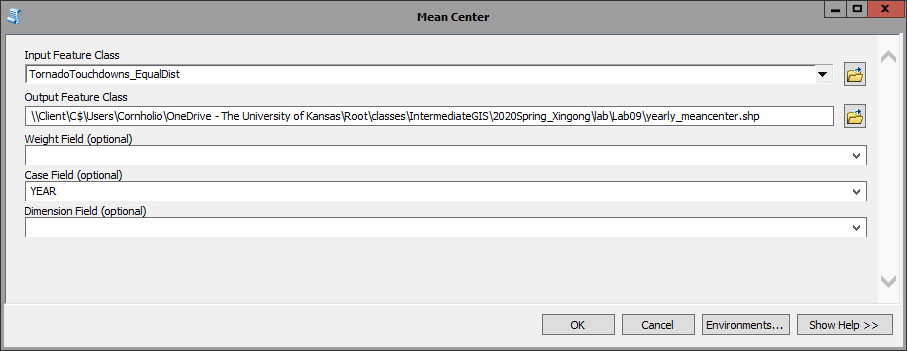 Mean Center
Input Feature Class
TornadoTouchdowns_EqualDist
Output Feature Class
\\Client\C$\Users\Cornholio\OneDrive - The University of Kansas\Root\classes\IntermediateGIS\2020Spring_Xingong\lab\Lab09\yearly_meancenter.shp
Weight Field (optional)
Case Field (optional)
YEAR
Dimension Field (optional)
OK Cancel Environments... Show Help >>